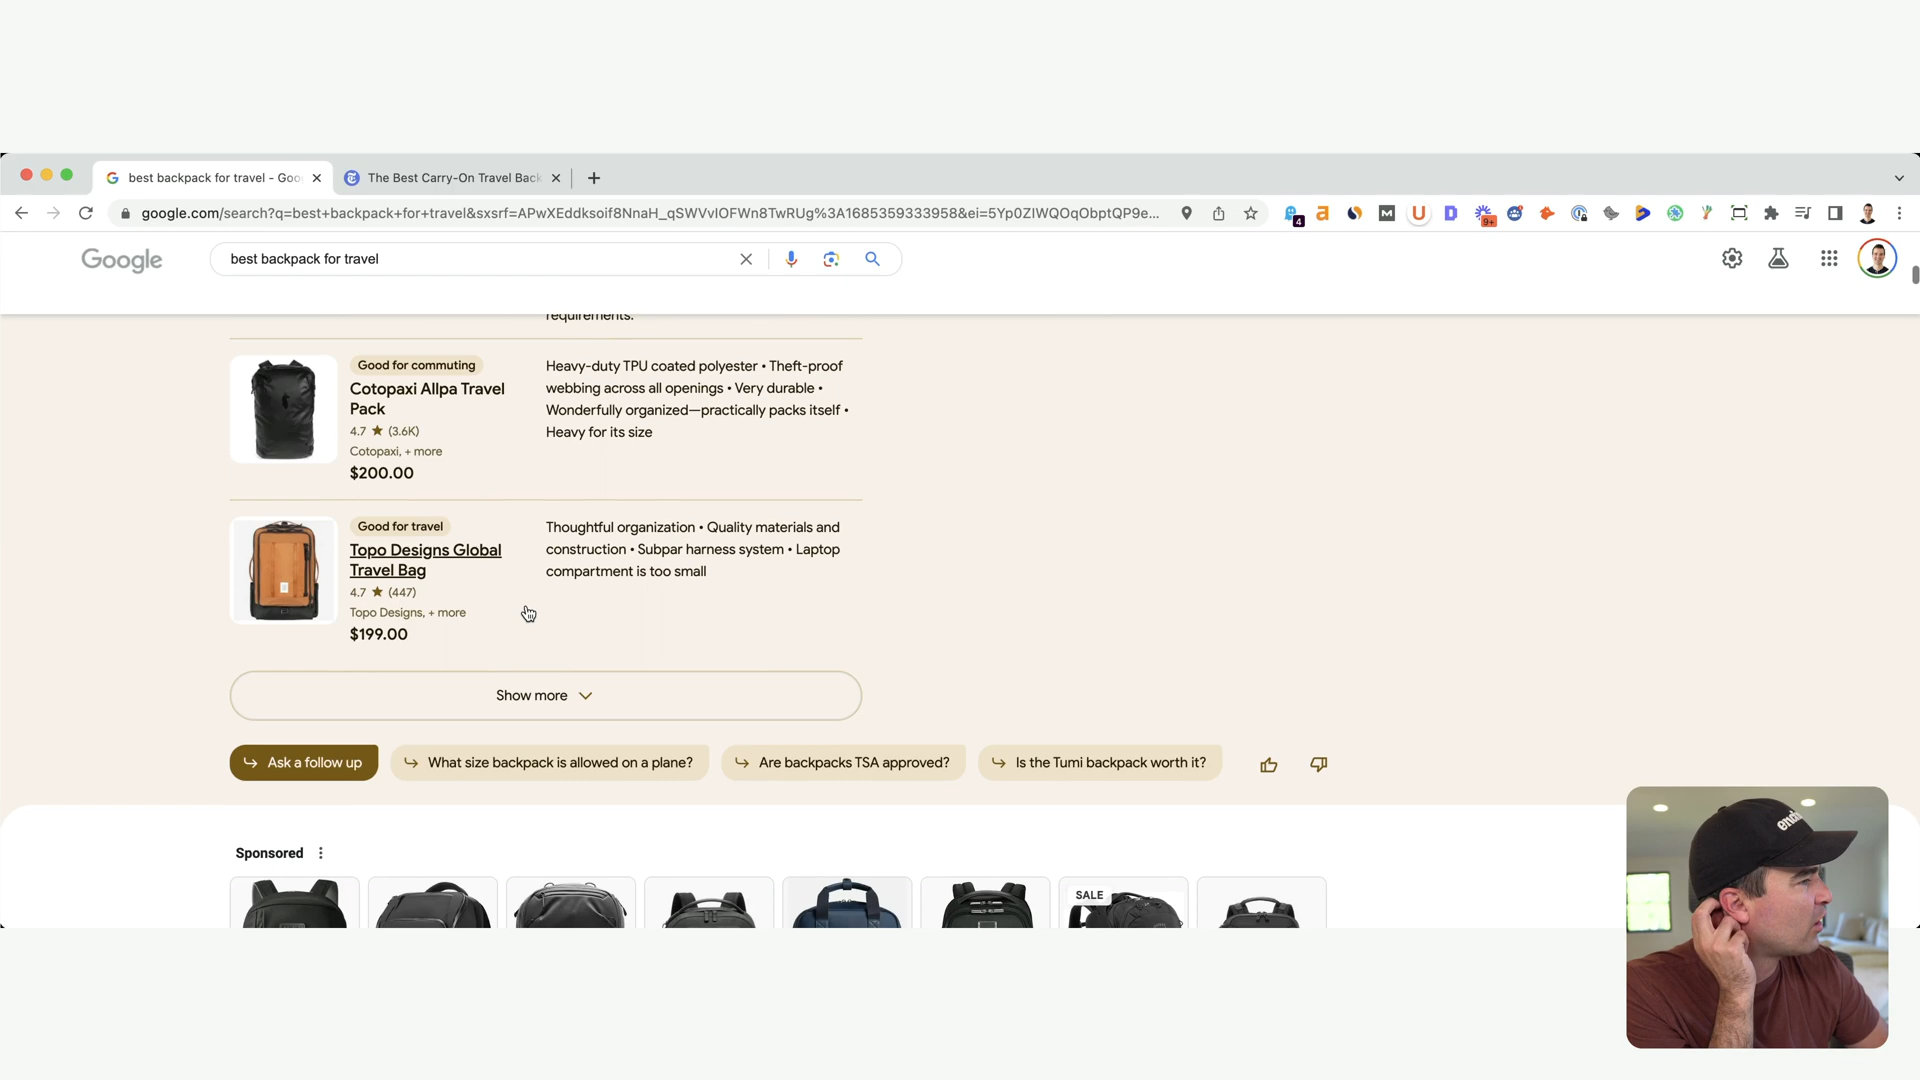 best backpack for travel - Goo
The Best Carry-On Travel Back
google.com/search?q=best+backpack+for+travel&sxsrf=APwXEddksoif8NnaH_qSWVvIOFWn8TwRUg%3A1685359333958&ei=5Yp0ZIWQOqObptQP9e...
4
9+
Google
best backpack for travel
requirements.
Good for commuting
Cotopaxi Allpa Travel
Pack
4.7 ★ (3.6K)
Cotopaxi, + more
$200.00
Heavy-duty TPU coated polyester • Theft-proof
webbing across all openings • Very durable •
Wonderfully organized—practically packs itself •
Heavy for its size
Good for travel
Topo Designs Global
Travel Bag
4.7 ★ (447)
Topo Designs, + more
$199.00
Thoughtful organization • Quality materials and
construction • Subpar harness system • Laptop
compartment is too small
Show more
Ask a follow up
What size backpack is allowed on a plane?
Are backpacks TSA approved?
Is the Tumi backpack worth it?
Sponsored
SALE